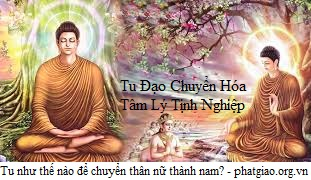 Tu Đạo Chuyển Hóa
Tâm Lý Tịnh Nghiệp
Tu như thế nào để chuyển thân nữ thành nam? - phatgiao.org.vn